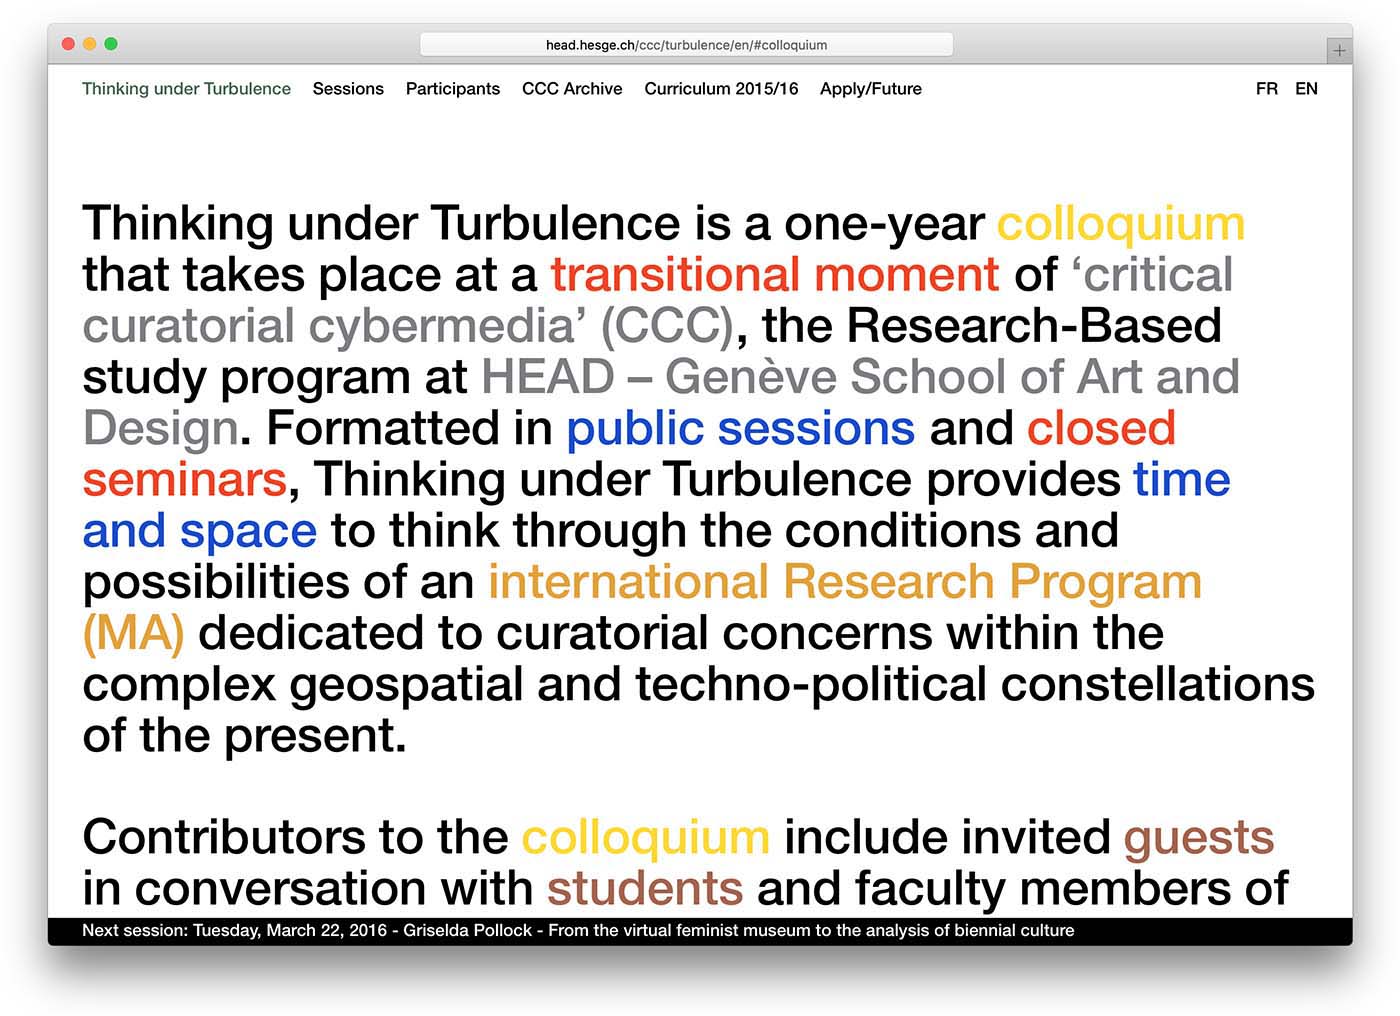 head.hesge.ch/ccc/turbulence/en/#colloquium
Thinking under Turbulence Sessions Participants CCC Archive Curriculum 2015/16 Apply/Future FR EN
Thinking under Turbulence is a one-year colloquium
that takes place at a transitional moment of ‘critical
curatorial cybermedia’ (CCC), the Research-Based
study program at HEAD – Genève School of Art and
Design. Formatted in public sessions and closed
seminars, Thinking under Turbulence provides time
and space to think through the conditions and
possibilities of an international Research Program
(MA) dedicated to curatorial concerns within the
complex geospatial and techno-political constellations
of the present.
Contributors to the colloquium include invited guests
in conversation with students and faculty members of
Next session: Tuesday, March 22, 2016 - Griselda Pollock - From the virtual feminist museum to the analysis of biennial culture